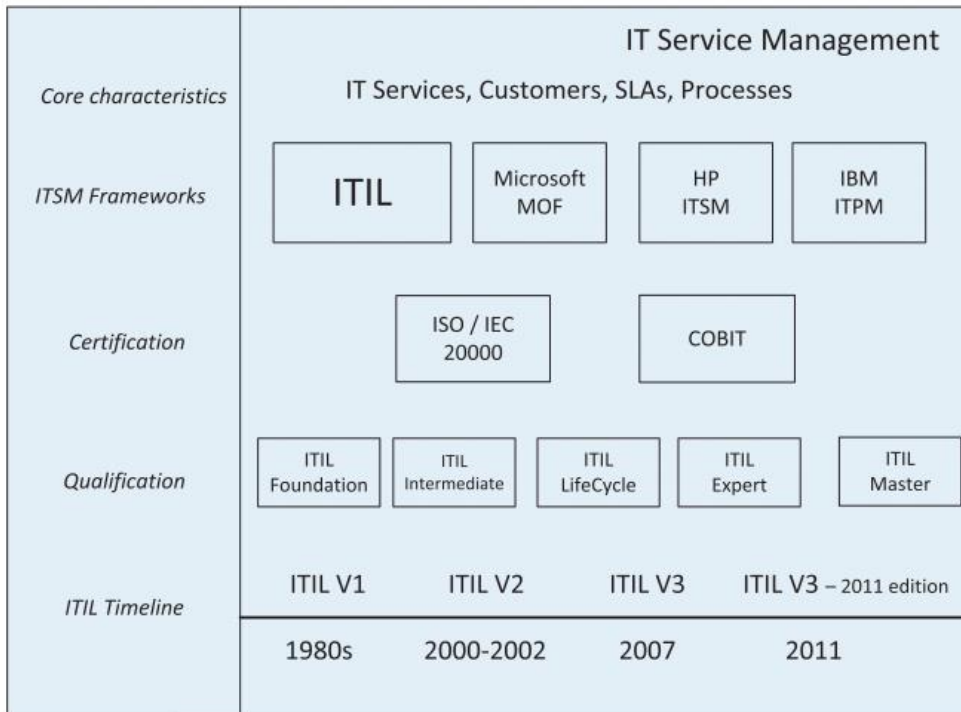 IT Service Management
Core characteristics
IT Services, Customers, SLAs, Processes
ITSM Frameworks
ITIL
Microsoft
MOF
HP
ITSM
IBM
ITPM
Certification
ISO / IEC
20000
COBIT
Qualification
ITIL
Foundation
ITIL
Intermediate
ITIL
LifeCycle
ITIL
Expert
ITIL
Master
ITIL Timeline
ITIL V1
ITIL V2
ITIL V3
ITIL V3 – 2011 edition
1980s
2000-2002
2007
2011